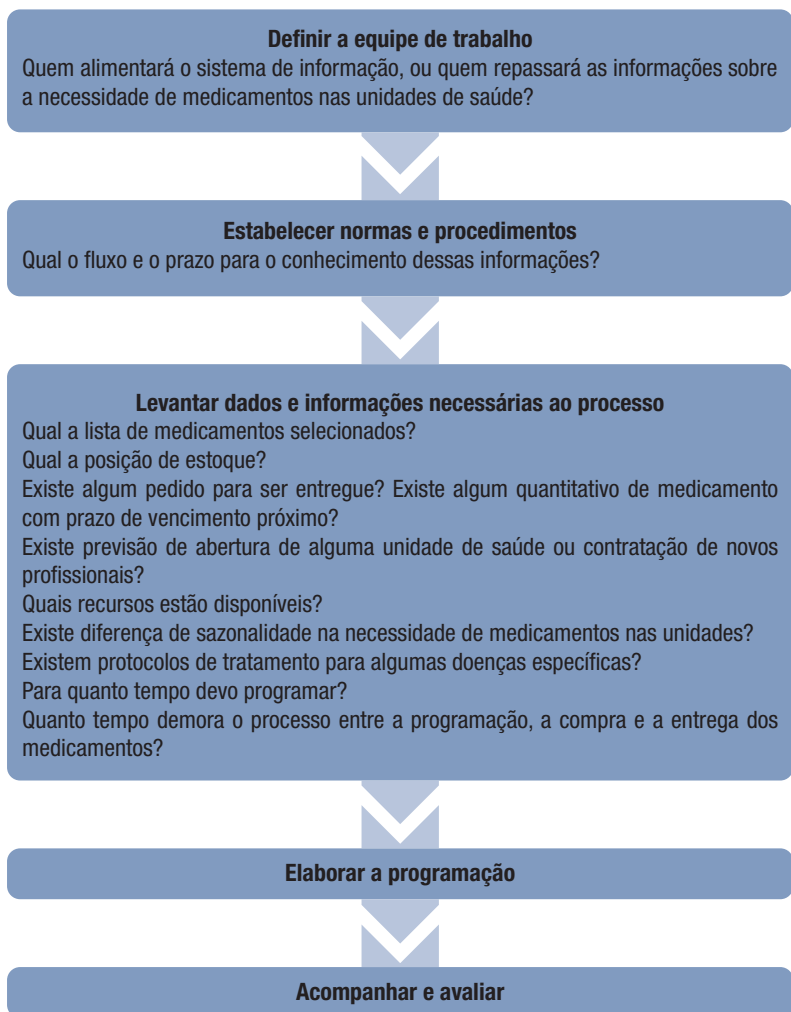 Definir a equipe de trabalho
Quem alimentará o sistema de informação, ou quem repassará as informações sobre
a necessidade de medicamentos nas unidades de saúde?
Estabelecer normas e procedimentos
Qual o fluxo e o prazo para o conhecimento dessas informações?
Levantar dados e informações necessárias ao processo
Qual a lista de medicamentos selecionados?
Qual a posição de estoque?
Existe algum pedido para ser entregue? Existe algum quantitativo de medicamento
com prazo de vencimento próximo?
Existe previsão de abertura de alguma unidade de saúde ou contratação de novos
profissionais?
Quais recursos estão disponíveis?
Existe diferença de sazonalidade na necessidade de medicamentos nas unidades?
Existem protocolos de tratamento para algumas doenças específicas?
Para quanto tempo devo programar?
Quanto tempo demora o processo entre a programação, a compra e a entrega dos
medicamentos?
Elaborar a programação
Acompanhar e avaliar